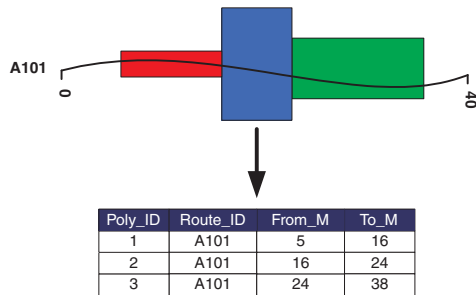 A101
0
40
Poly_ID Route_ID From_M To_M
1 A101 5 16
2 A101 16 24
3 A101 24 38